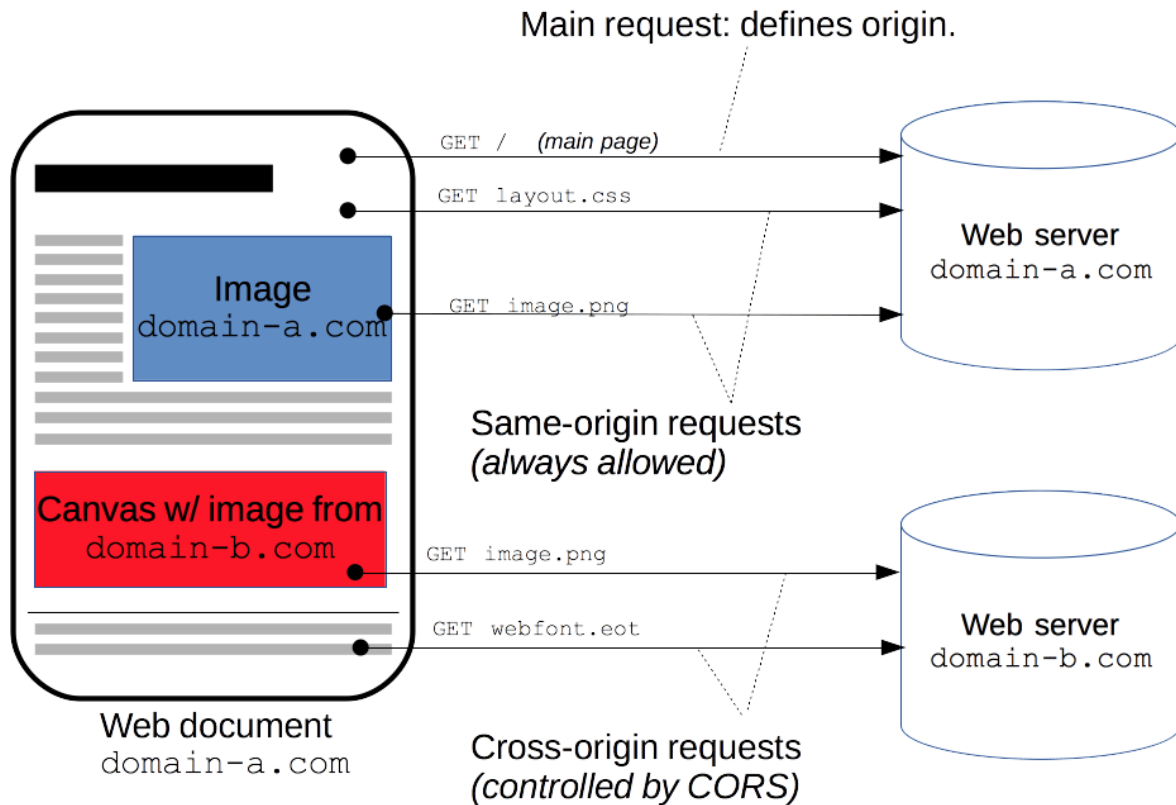 Main request: defines origin.
GET / (main page)
GET layout.css
Image
domain-a.com
GET image.png
Web server
domain-a.com
Same-origin requests
(always allowed)
Canvas w/ image from
domain-b.com
GET image.png
GET webfont.eot
Web server
domain-b.com
Web document
domain-a.com
Cross-origin requests
(controlled by CORS)